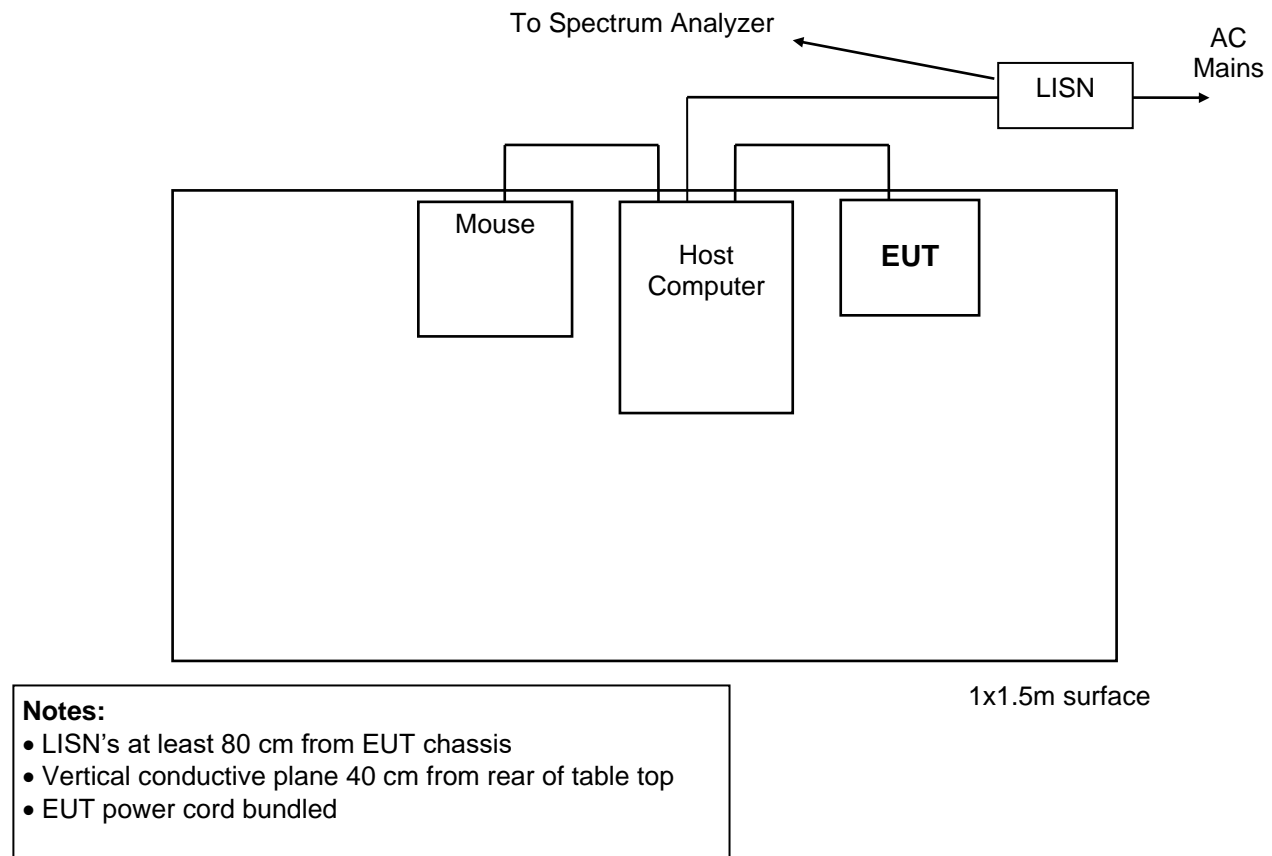 To Spectrum Analyzer
AC
Mains
LISN
Mouse
Host
Computer
EUT
1x1.5m surface
Notes:
• LISN’s at least 80 cm from EUT chassis
• Vertical conductive plane 40 cm from rear of table top
• EUT power cord bundled